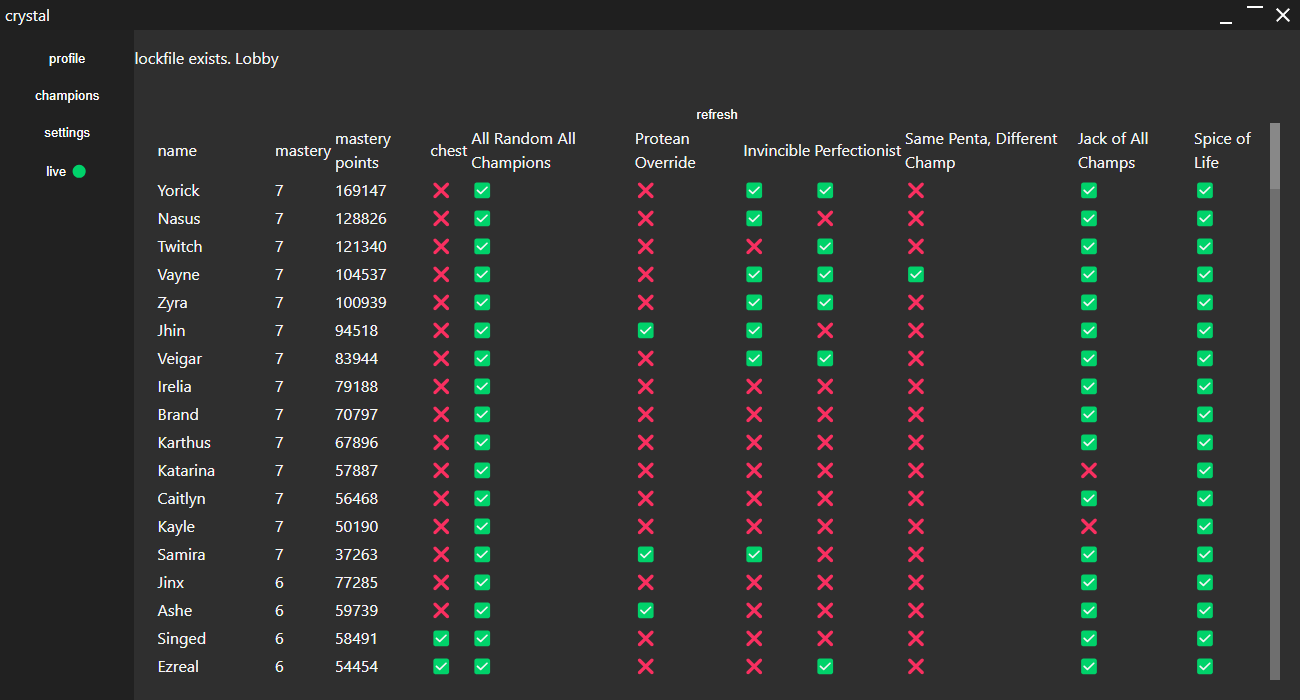 crystal
profile
champions
settings
live
lockfile exists. Lobby
refresh
name mastery mastery points chest All Random All Champions Protean Override Invincible Perfectionist Same Penta, Different Champ Jack of All Champs Spice of Life
Yorick 7 169147
Nasus 7 128826
Twitch 7 121340
Vayne 7 104537
Zyra 7 100939
Jhin 7 94518
Veigar 7 83944
Irelia 7 79188
Brand 7 70797
Karthus 7 67896
Katarina 7 57887
Caitlyn 7 56468
Kayle 7 50190
Samira 7 37263
Jinx 6 77285
Ashe 6 59739
Singed 6 58491
Ezreal 6 54454